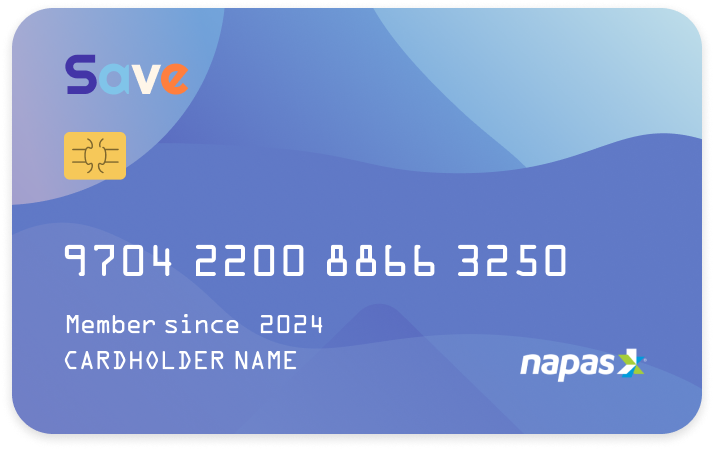 Save
9704 2200 8866 3250
Member since 2024
CARDHOLDER NAME
napas